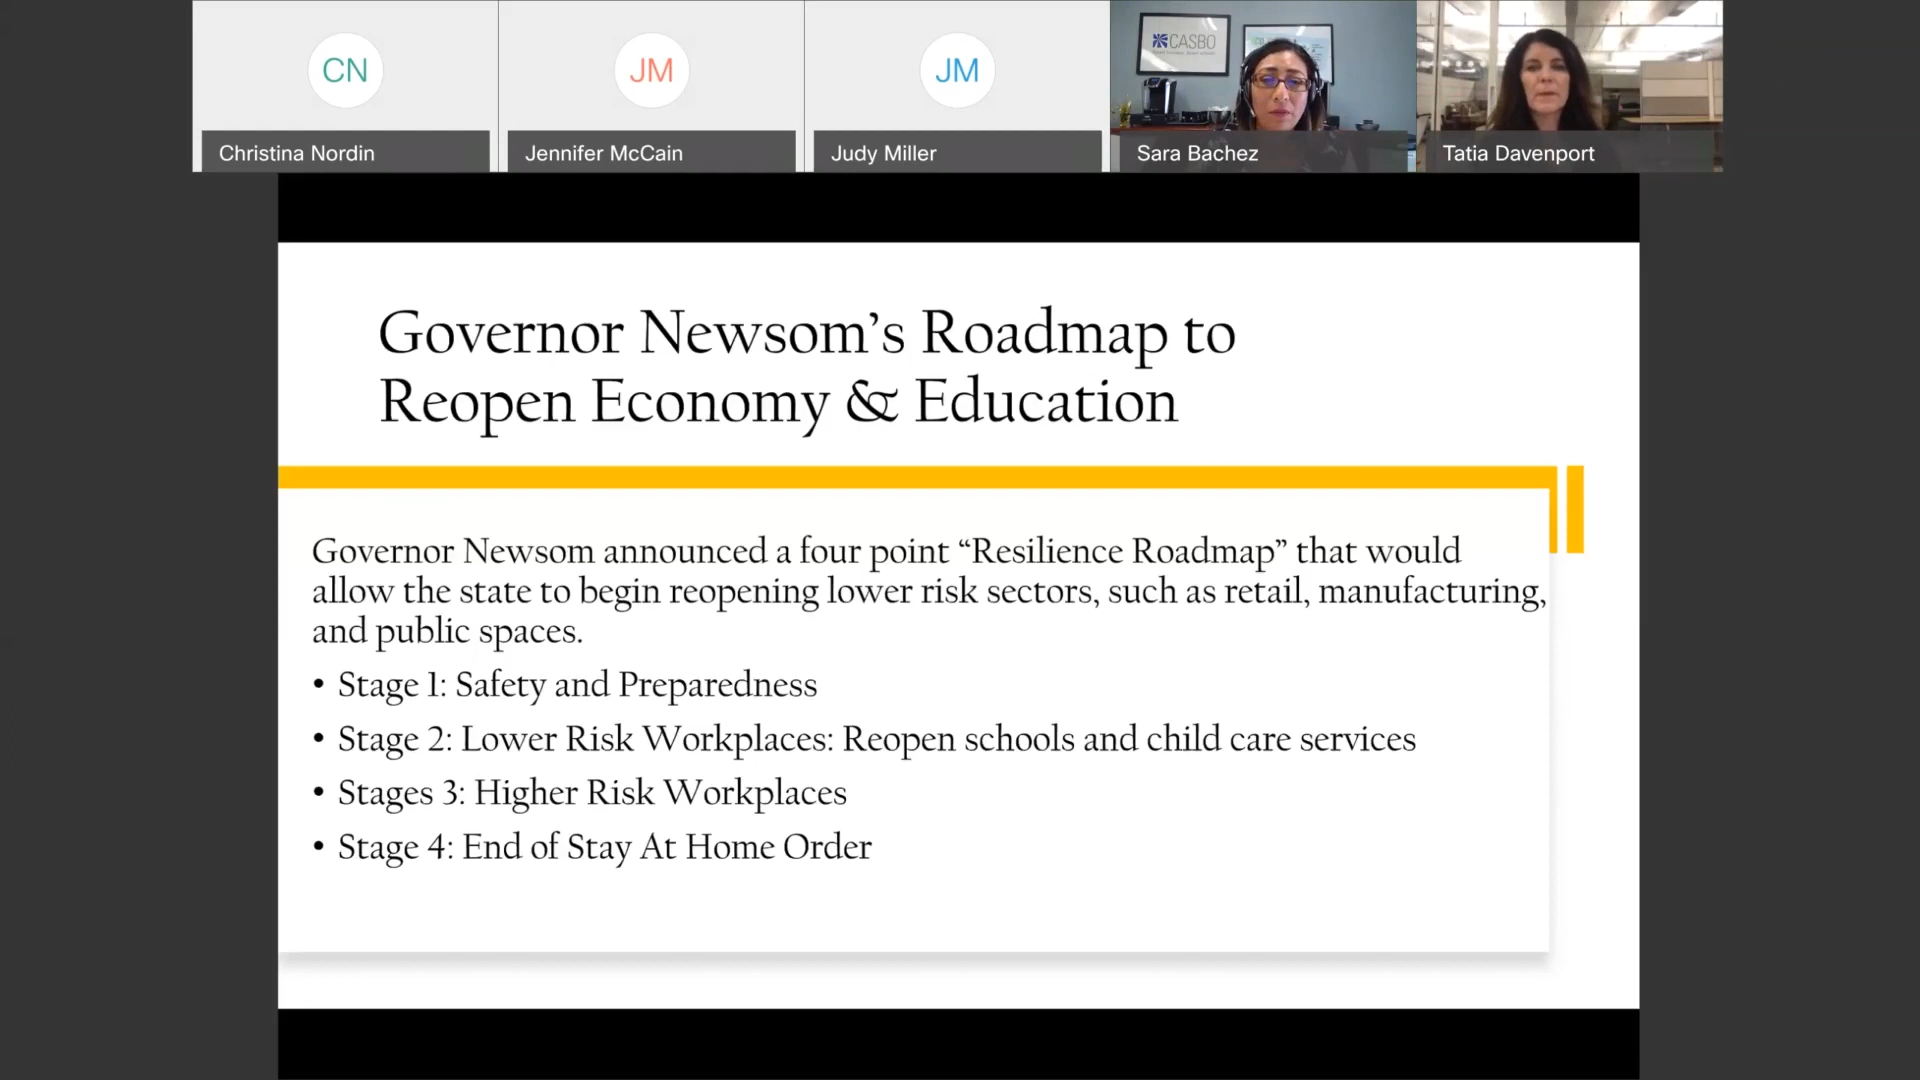 CN
JM
JM
CASBO
Christina Nordin
Jennifer McCain
Judy Miller
Sara Bachez
Tatia Davenport
Governor Newsom’s Roadmap to
Reopen Economy & Education
Governor Newsom announced a four point “Resilience Roadmap” that would
allow the state to begin reopening lower risk sectors, such as retail, manufacturing,
and public spaces.
• Stage 1: Safety and Preparedness
• Stage 2: Lower Risk Workplaces: Reopen schools and child care services
• Stages 3: Higher Risk Workplaces
• Stage 4: End of Stay At Home Order